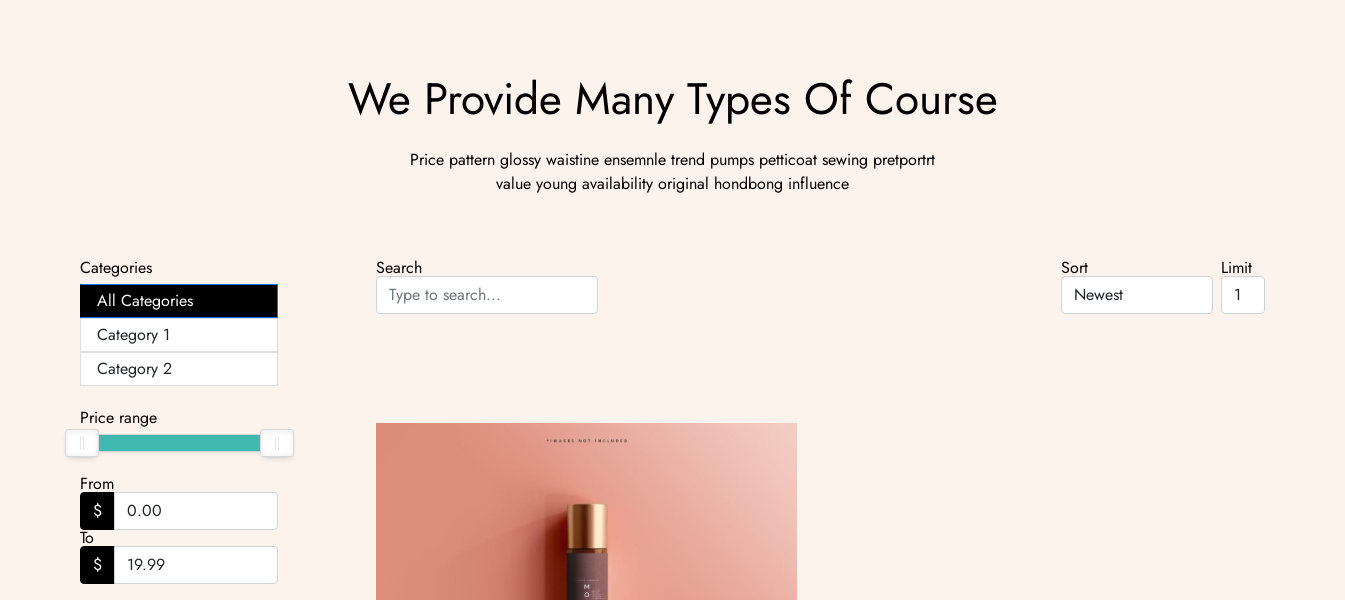 We Provide Many Types Of Course
Price pattern glossy waistine ensemnle trend pumps petticoat sewing pretportrt
value young availability original hondbong influence
Categories
All Categories
Category 1
Category 2
Price range
From
$ 0.00
To
$ 19.99
Search
Type to search...
Sort
Newest
Limit
1
*IMAGES NOT INCLUDED
M
O